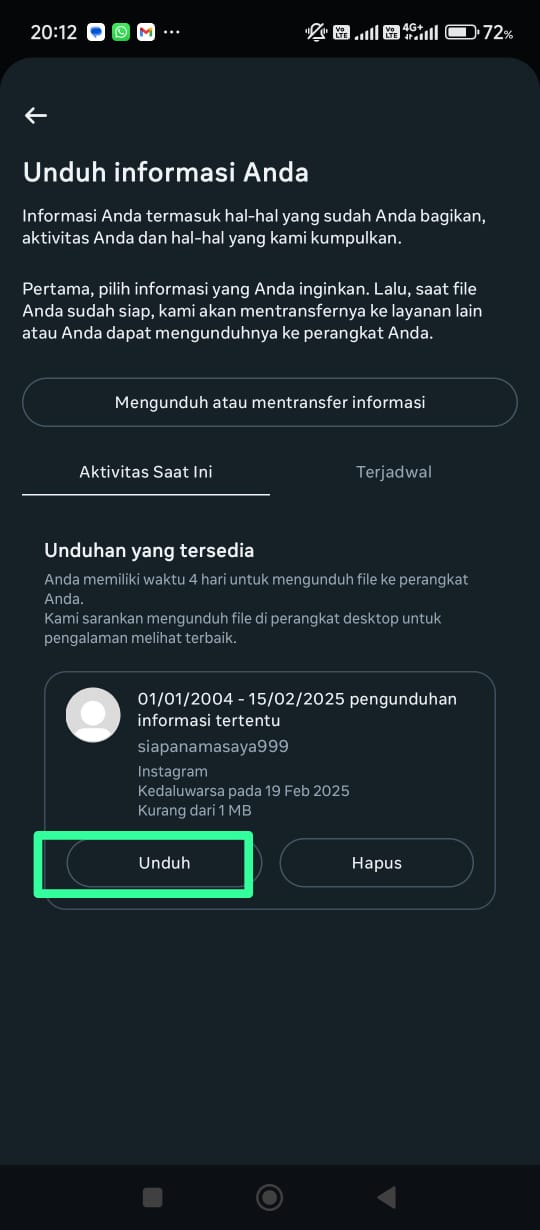 20:12
Vo LTE
Vo LTE
4G+
72%
Unduh informasi Anda
Informasi Anda termasuk hal-hal yang sudah Anda bagikan,
aktivitas Anda dan hal-hal yang kami kumpulkan.
Pertama, pilih informasi yang Anda inginkan. Lalu, saat file
Anda sudah siap, kami akan mentransfernya ke layanan lain
atau Anda dapat mengunduhnya ke perangkat Anda.
Mengunduh atau mentransfer informasi
Aktivitas Saat Ini
Terjadwal
Unduhan yang tersedia
Anda memiliki waktu 4 hari untuk mengunduh file ke perangkat
Anda.
Kami sarankan mengunduh file di perangkat desktop untuk
pengalaman melihat terbaik.
01/01/2004 - 15/02/2025 pengunduhan
informasi tertentu
siapanamasaya999
Instagram
Kedaluwarsa pada 19 Feb 2025
Kurang dari 1 MB
Unduh
Hapus